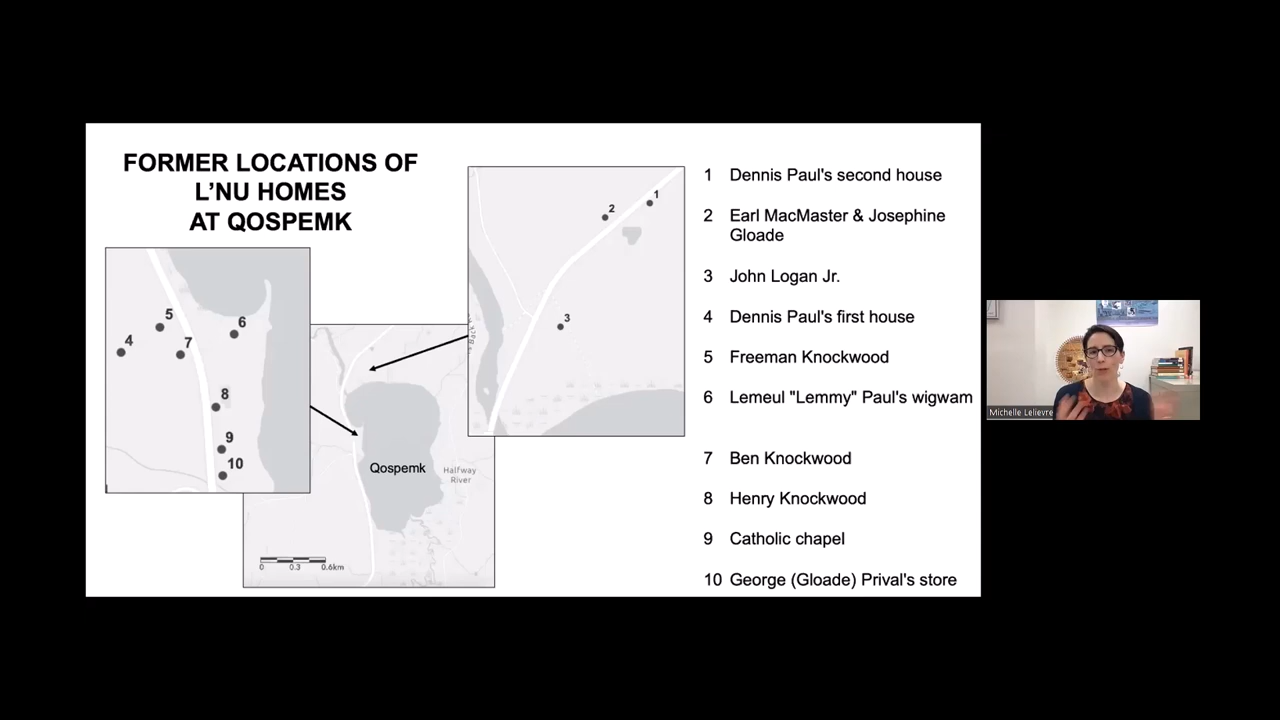 FORMER LOCATIONS OF
L'NU HOMES
AT QOSPEMK
4
5
6
7
8
9
10
1
2
3
Qospemk
Halfway
River
0 0.3 0.6km
1 Dennis Paul's second house
2 Earl MacMaster & Josephine
Gloade
3 John Logan Jr.
4 Dennis Paul's first house
5 Freeman Knockwood
6 Lemeul "Lemmy" Paul's wigwam
7 Ben Knockwood
8 Henry Knockwood
9 Catholic chapel
10 George (Gloade) Prival's store
Michelle Lelievre